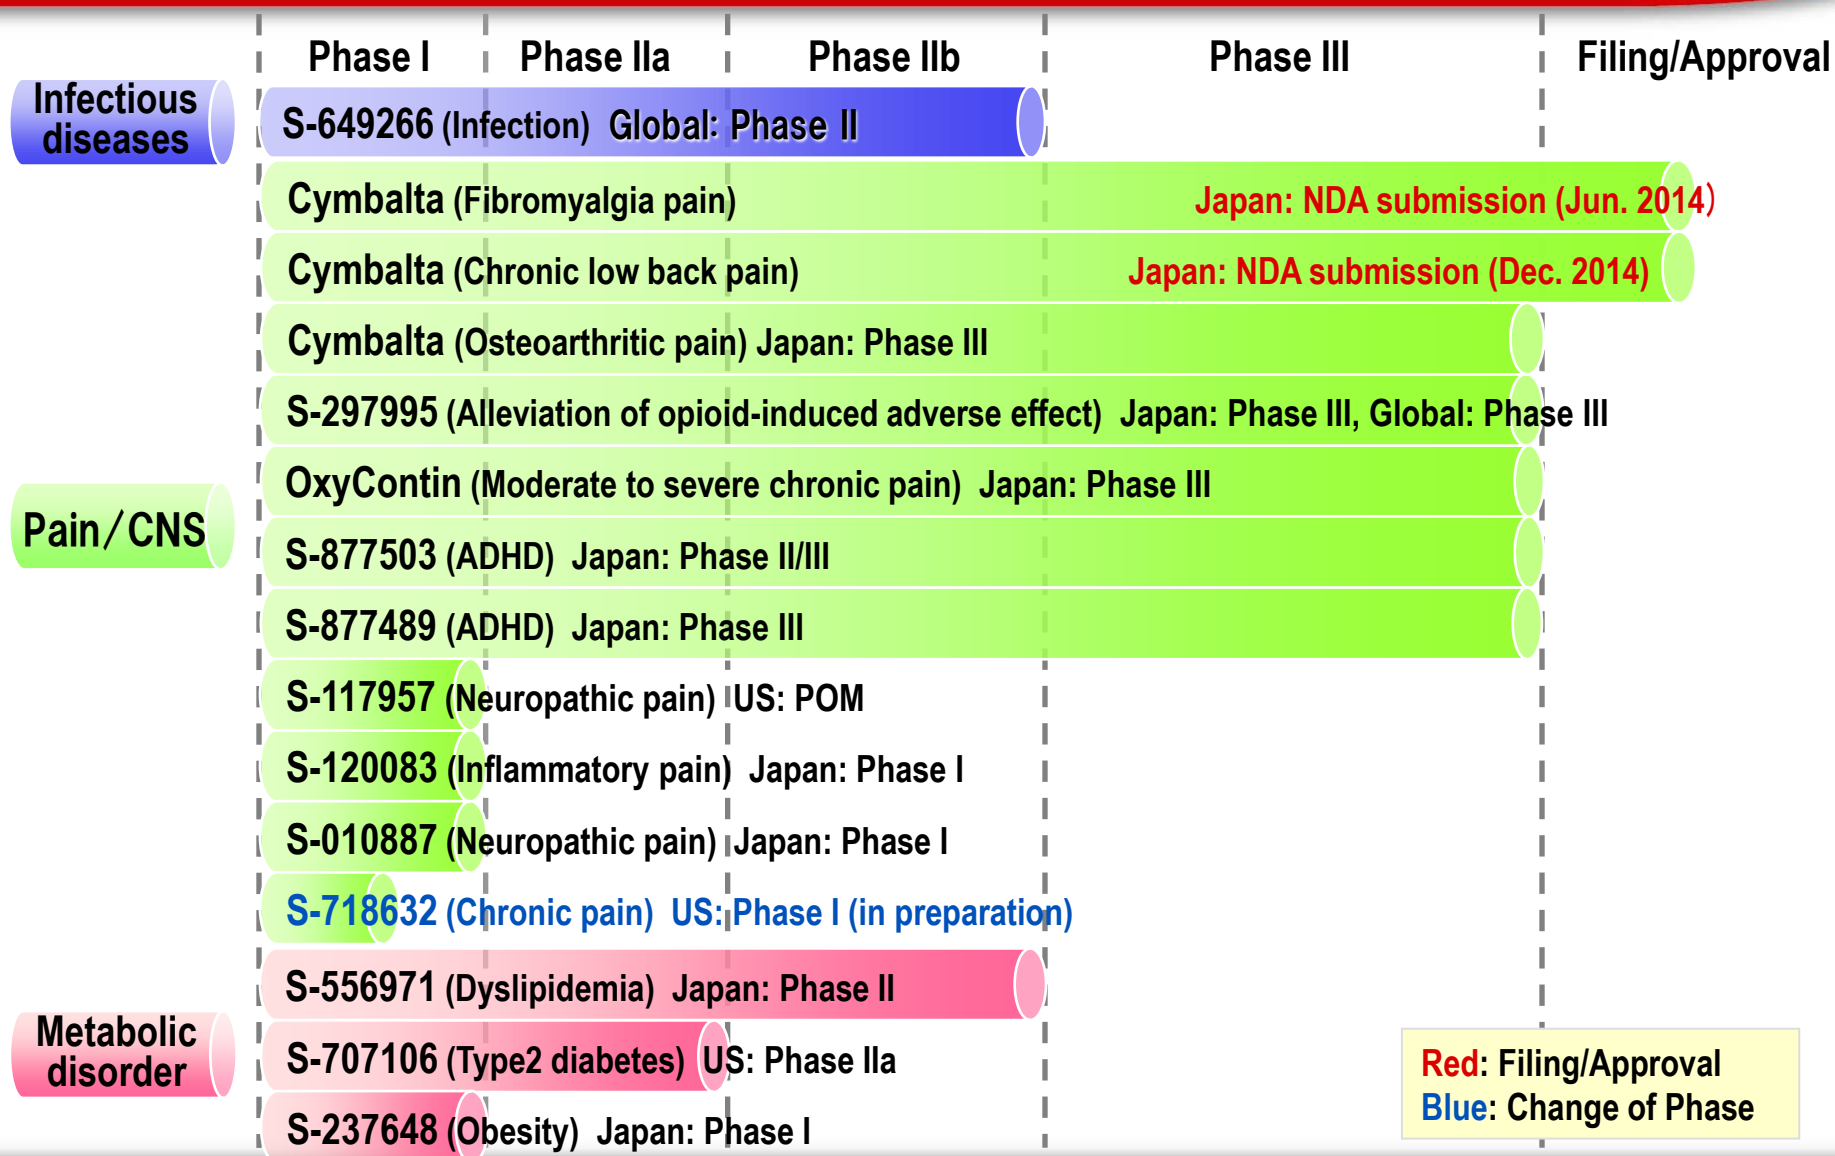 Phase I Phase IIa Phase IIb Phase III Filing/Approval
Infectious
diseases
S-649266 (Infection) Global: Phase II
Cymbalta (Fibromyalgia pain) Japan: NDA submission (Jun. 2014)
Cymbalta (Chronic low back pain) Japan: NDA submission (Dec. 2014)
Cymbalta (Osteoarthritic pain) Japan: Phase III
S-297995 (Alleviation of opioid-induced adverse effect) Japan: Phase III, Global: Phase III
OxyContin (Moderate to severe chronic pain) Japan: Phase III
Pain/CNS
S-877503 (ADHD) Japan: Phase II/III
S-877489 (ADHD) Japan: Phase III
S-117957 (Neuropathic pain) US: POM
S-120083 (Inflammatory pain) Japan: Phase I
S-010887 (Neuropathic pain) Japan: Phase I
S-718632 (Chronic pain) US: Phase I (in preparation)
S-556971 (Dyslipidemia) Japan: Phase II
Metabolic
disorder
S-707106 (Type2 diabetes) US: Phase IIa
S-237648 (Obesity) Japan: Phase I
Red: Filing/Approval
Blue: Change of Phase